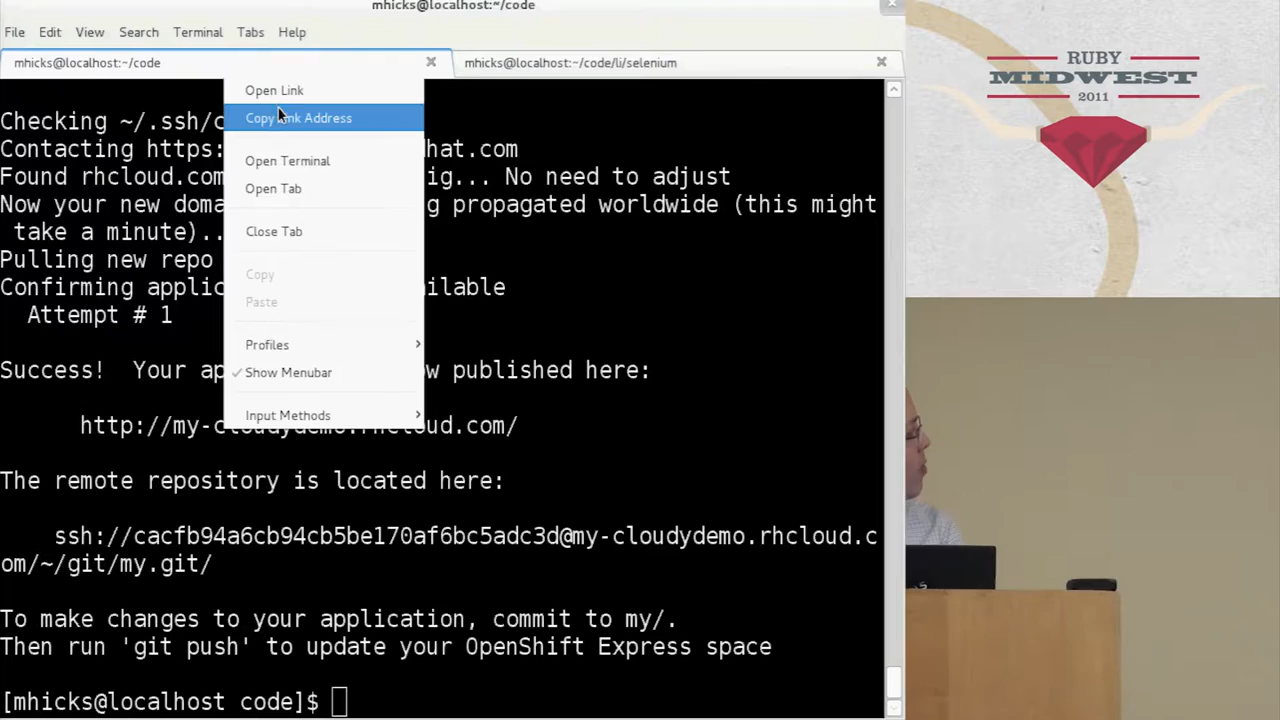 mhicks@localhost:~/code
File Edit View Search Terminal Tabs Help
mhicks@localhost:~/code
mhicks@localhost:~/code/li/selenium
Checking ~/.ssh/c
Contacting https: hat.com
Found rhcloud.com ig... No need to adjust
Now your new doma g propagated worldwide (this might
take a minute)..
Pulling new repo
Confirming applic ilable
Attempt # 1
Success! Your ap w published here:
http://my-cloudydemo.rhcloud.com/
The remote repository is located here:
ssh://cacfb94a6cb94cb5be170af6bc5adc3d@my-cloudydemo.rhcloud.c
om/~/git/my.git/
To make changes to your application, commit to my/.
Then run 'git push' to update your OpenShift Express space
[mhicks@localhost code]$
Open Link
Copy Link Address
Open Terminal
Open Tab
Close Tab
Copy
Paste
Profiles
Show Menubar
Input Methods
RUBY
MIDWEST
2011